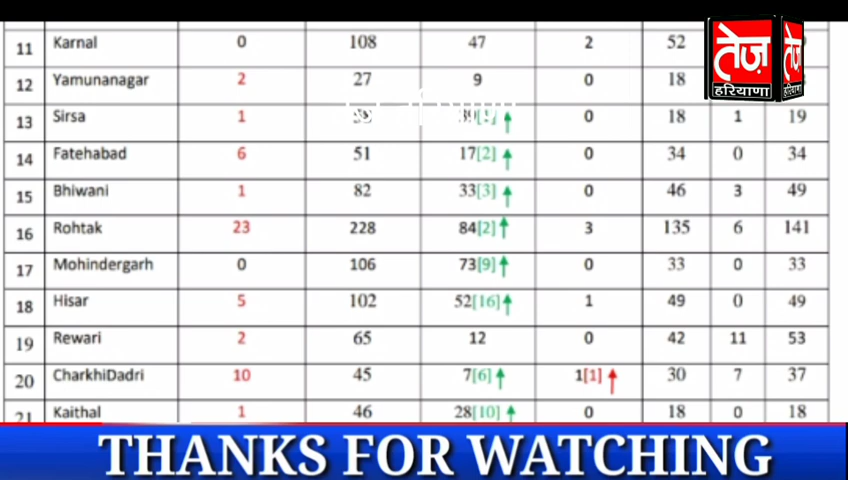 11 Karnal 0 108 47 2 52
12 Yamunanagar 2 27 9 0 18
13 Sirsa 1 0 18 1 19
14 Fatehabad 6 51 17[2] 0 34 0 34
15 Bhiwani 1 82 33[3] 0 46 3 49
16 Rohtak 23 228 84[2] 3 135 6 141
17 Mohindergarh 0 106 73[9] 0 33 0 33
18 Hisar 5 102 52[16] 1 49 0 49
19 Rewari 2 65 12 0 42 11 53
20 CharkhiDadri 10 45 7[6] 1[1] 30 7 37
21 Kaithal 1 46 28[10] 0 18 0 18
तेज़
हरियाणा
THANKS FOR WATCHING